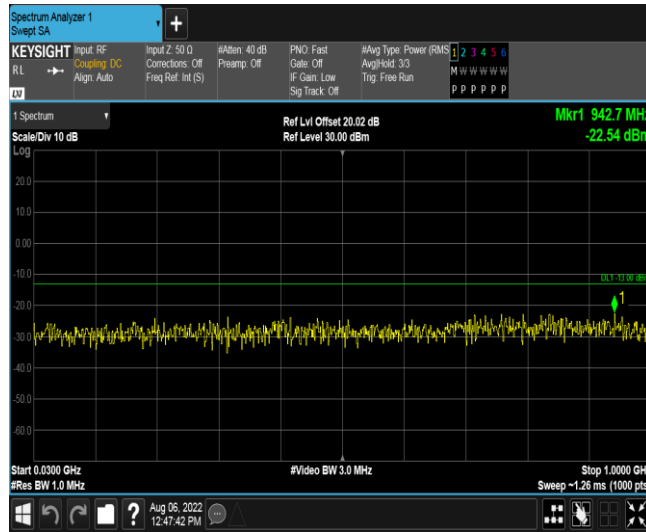 Spectrum Analyzer 1
Swept SA
+
KEYSIGHT Input: RF Input Z: 50 Ω #Atten: 40 dB PNO: Fast #Avg Type: Power (RMS 1 2 3 4 5 6
RL Coupling: DC Corrections: Off Preamp: Off Gate: Off Avg|Hold: 3/3 M W W W W W
Align: Auto Freq Ref: Int (S) IF Gain: Low Trig: Free Run
LXI Sig Track: Off P P P P P P
1 Spectrum Ref Lvl Offset 20.02 dB Mkr1 942.7 MHz
Scale/Div 10 dB Ref Level 30.00 dBm -22.54 dBm
Log
20.0
10.0
0.00
-10.0
DL1 -13.00 dBm
-20.0
1
-30.0
-40.0
-50.0
-60.0
Start 0.0300 GHz #Video BW 3.0 MHz Stop 1.0000 GHz
#Res BW 1.0 MHz Sweep ~1.26 ms (1000 pts)
? Aug 06, 2022
12:47:42 PM